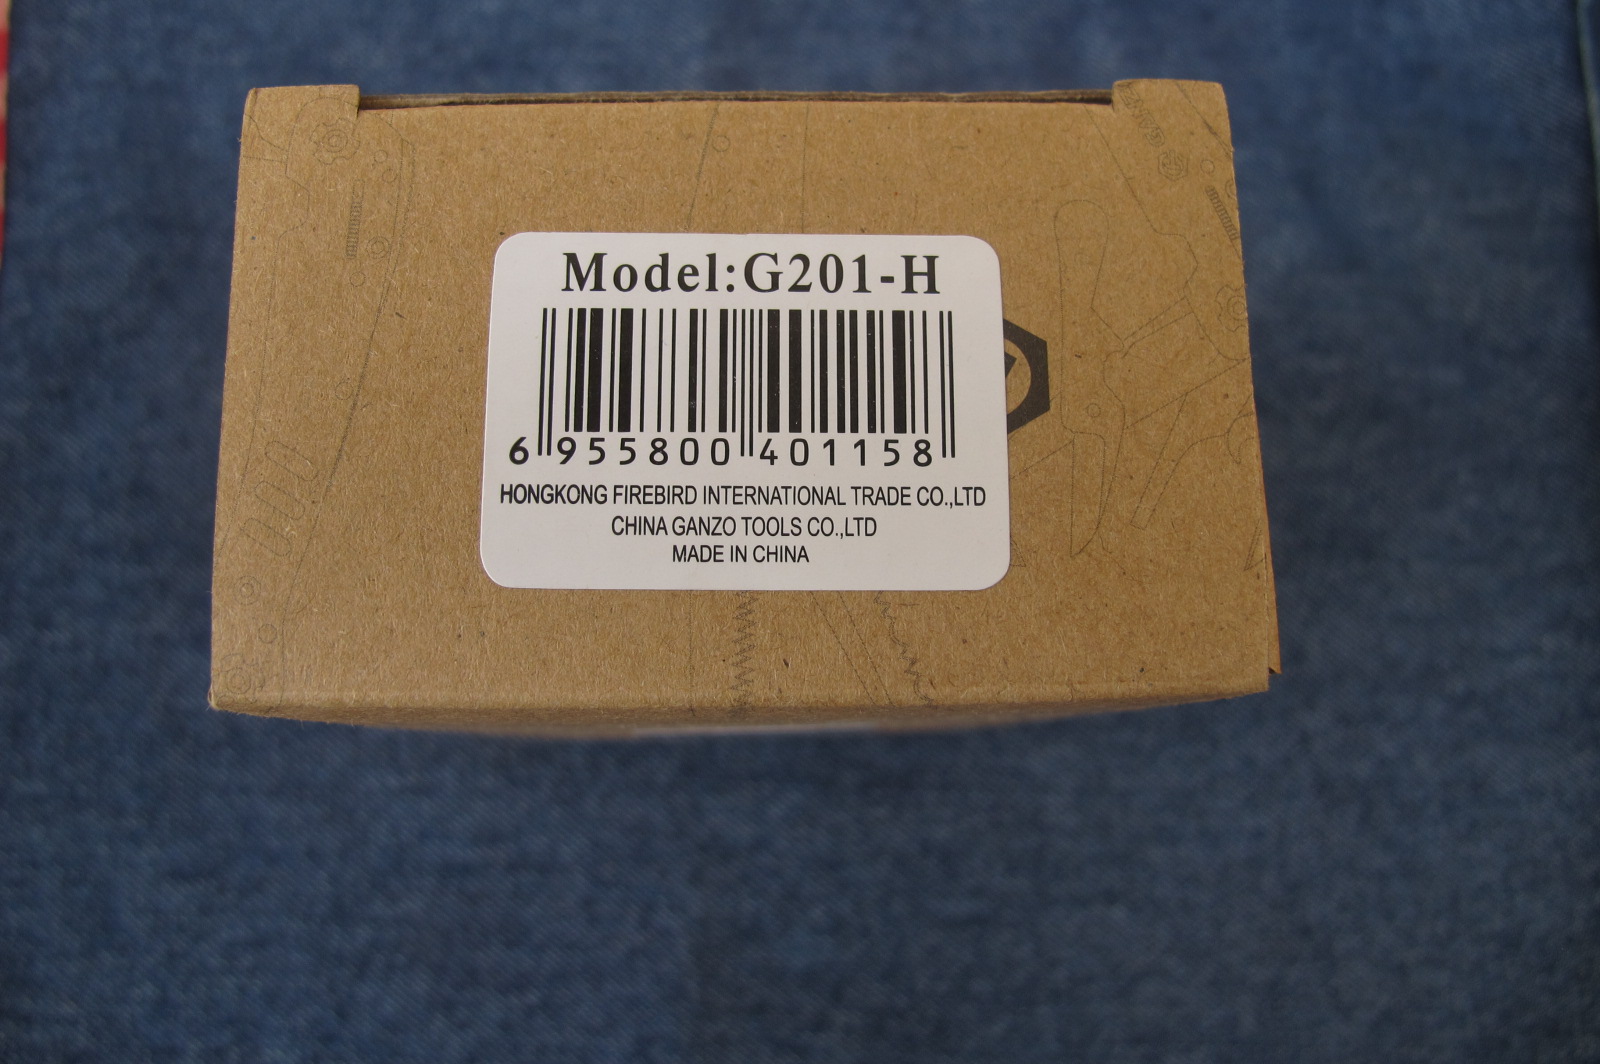 Model:G201-H
6 955800 401158
HONGKONG FIREBIRD INTERNATIONAL TRADE CO.,LTD
CHINA GANZO TOOLS CO.,LTD
MADE IN CHINA